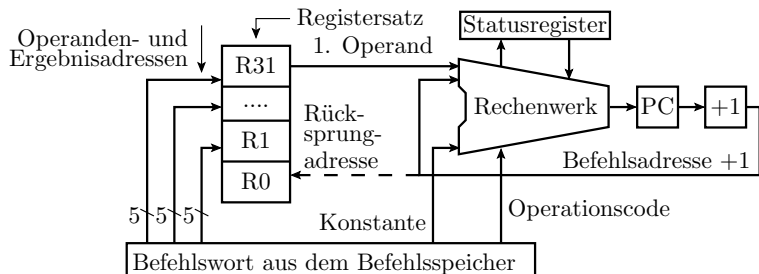 Registersatz
Statusregister
Operanden- und
Ergebnisadressen
1. Operand
R31
....
R1
R0
Rechenwerk
PC
+1
Rück-
sprung-
adresse
Befehlsadresse +1
5 5 5
Konstante
Operationscode
Befehlswort aus dem Befehlsspeicher